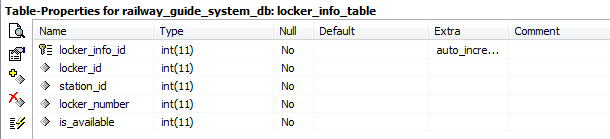 Table-Properties for railway_guide_system_db: locker_info_table
Name Type Null Default Extra Comment
locker_info_id int(11) No auto_incre...
locker_id int(11) No
station_id int(11) No
locker_number int(11) No
is_available int(11) No